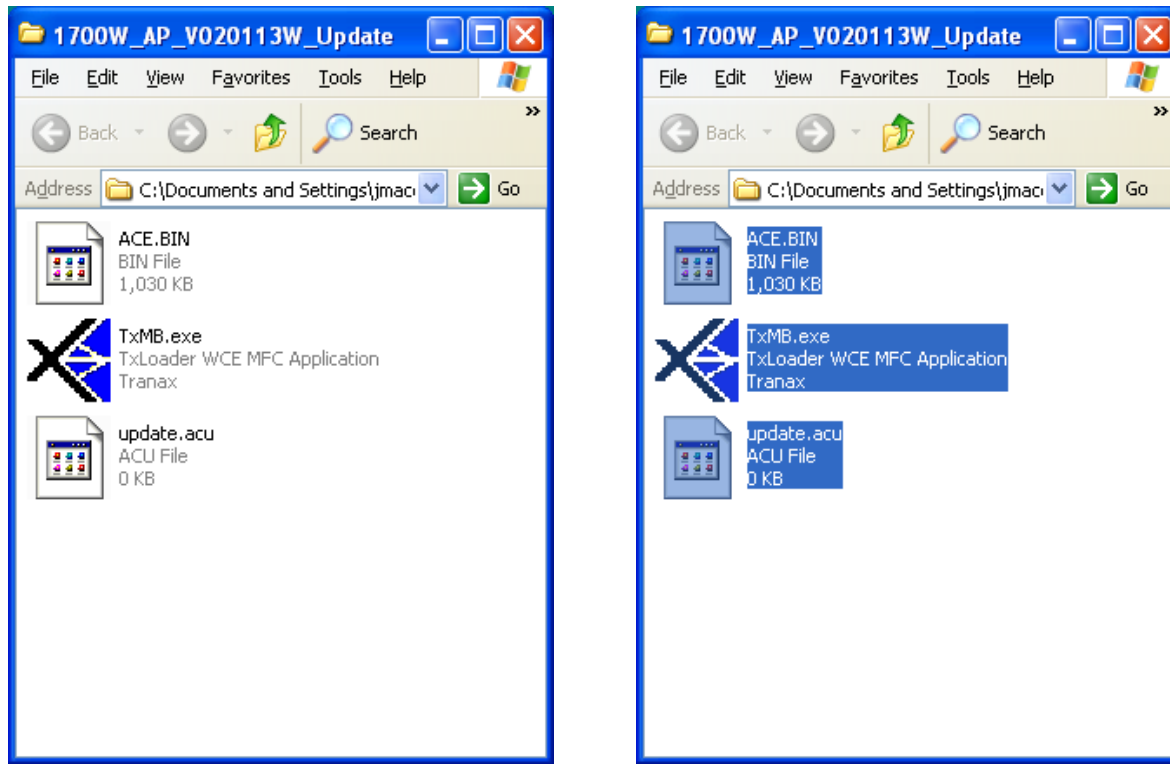 1700W_AP_V020113W_Update
File Edit View Favorites Tools Help
Back Search »
Address C:\Documents and Settings\jmac Go
ACE.BIN
BIN File
1,030 KB
TxMB.exe
TxLoader WCE MFC Application
Tranax
update.acu
ACU File
0 KB
1700W_AP_V020113W_Update
File Edit View Favorites Tools Help
Back Search »
Address C:\Documents and Settings\jmac Go
ACE.BIN
BIN File
1,030 KB
TxMB.exe
TxLoader WCE MFC Application
Tranax
update.acu
ACU File
0 KB